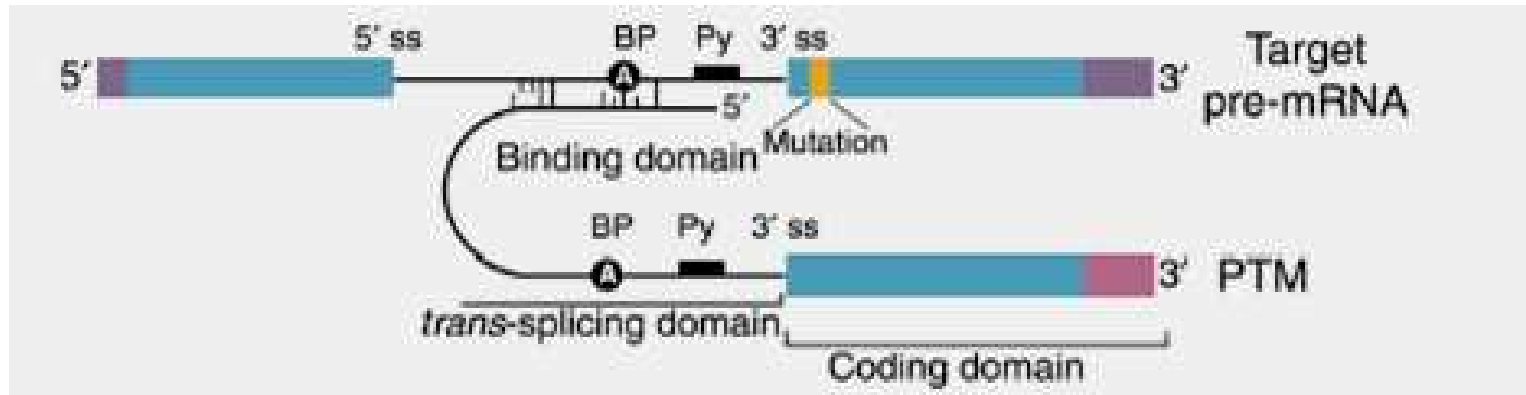 5′ ss BP Py 3′ ss
5′ A 3′ Target
pre-mRNA
5′
Mutation
Binding domain
BP Py 3′ ss
A 3′ PTM
trans-splicing domain
Coding domain